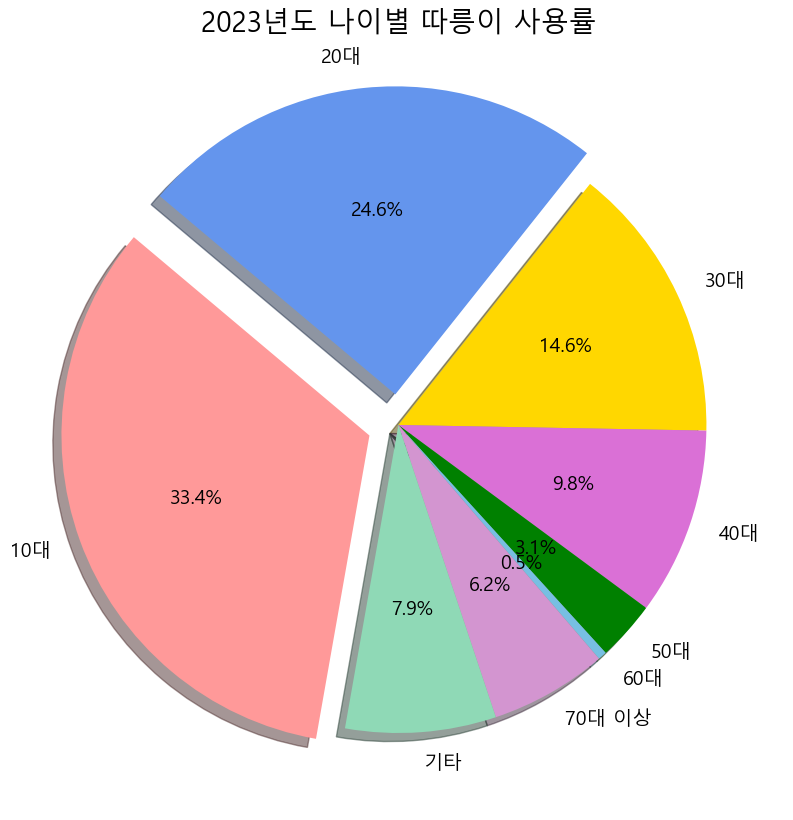 2023년도 나이별 따릉이 사용률
20대
24.6%
30대
14.6%
33.4%
10대
9.8%
40대
3.1%
0.5%
6.2%
7.9%
50대
60대
70대 이상
기타